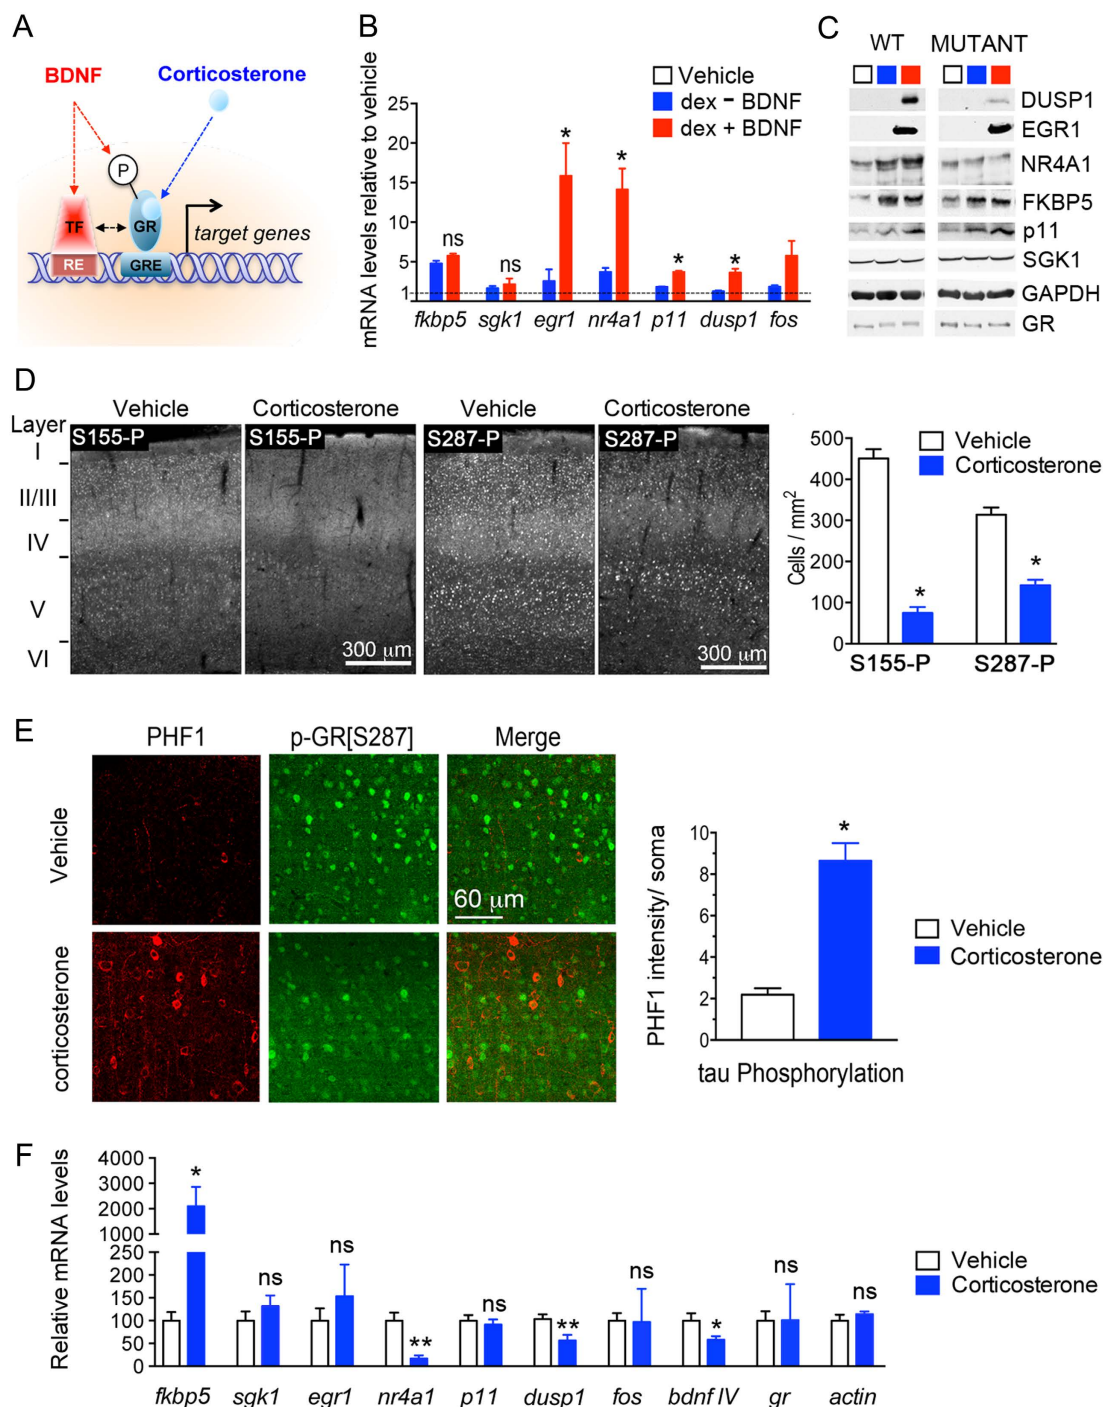 A
BDNF
Corticosterone
P
TF
GR
target genes
RE
GRE
B
mRNA levels relative to vehicle
Vehicle
dex − BDNF
dex + BDNF
25
20
15
10
5
1
ns
ns
*
*
*
*
fkbp5 sgk1 egr1 nr4a1 p11 dusp1 fos
C
WT MUTANT
DUSP1
EGR1
NR4A1
FKBP5
p11
SGK1
GAPDH
GR
D
Vehicle Corticosterone Vehicle Corticosterone
Layer
S155-P S155-P S287-P S287-P
I
II/III
IV
V
VI
300 µm
300 µm
Cells / mm²
500
400
300
200
100
0
Vehicle
Corticosterone
*
*
S155-P S287-P
E
PHF1 p-GR[S287] Merge
Vehicle
corticosterone
60 µm
PHF1 intensity/ soma
10
8
6
4
2
0
*
tau Phosphorylation
Vehicle
Corticosterone
F
Relative mRNA levels
4000
3000
2000
1000
250
200
150
100
50
0
*
ns
ns
**
ns
**
ns
*
ns
ns
fkbp5 sgk1 egr1 nr4a1 p11 dusp1 fos bdnf IV gr actin
Vehicle
Corticosterone